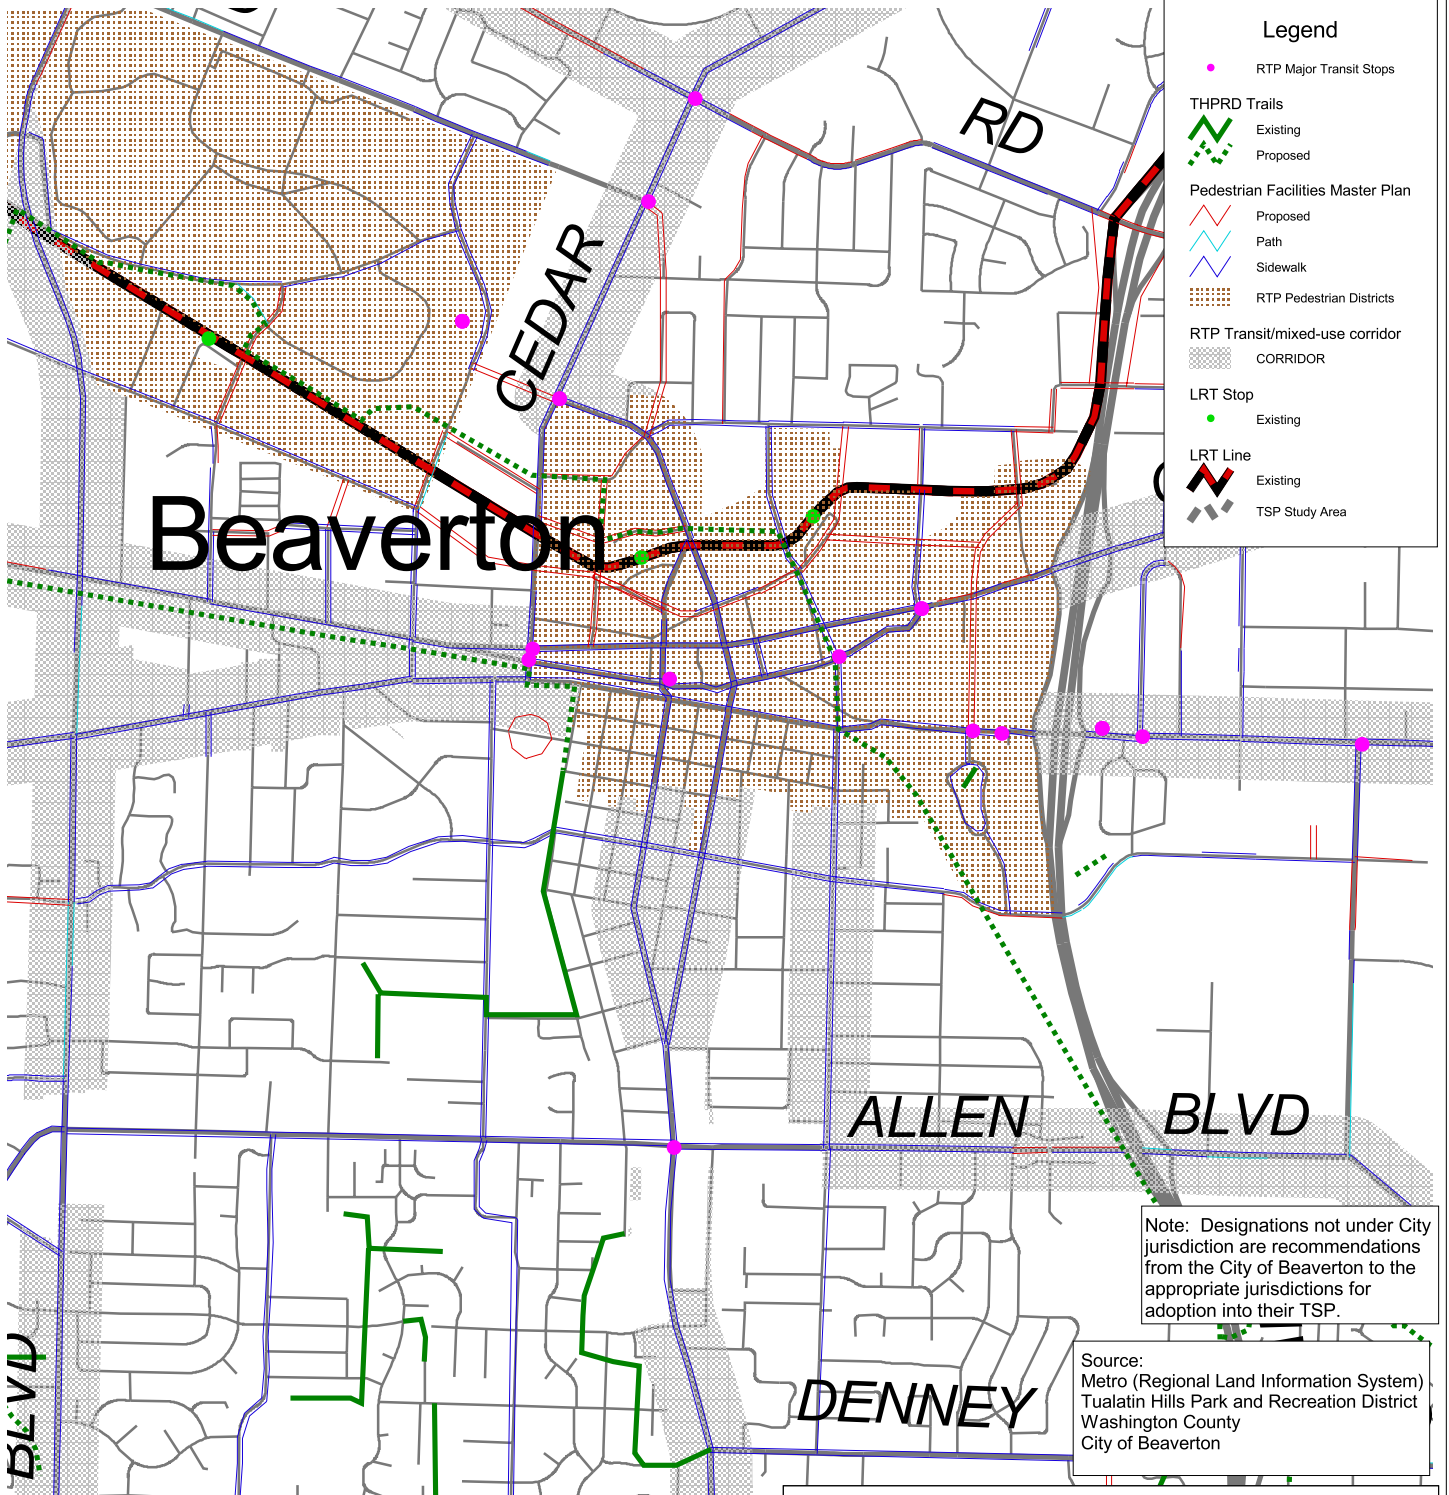 Legend
RTP Major Transit Stops
THPRD Trails
Existing
Proposed
Pedestrian Facilities Master Plan
Proposed
Path
Sidewalk
RTP Pedestrian Districts
RTP Transit/mixed-use corridor
CORRIDOR
LRT Stop
Existing
LRT Line
Existing
TSP Study Area
RD
CEDAR
Beaverton
ALLEN BLVD
BLVD
DENNEY
Note: Designations not under City
jurisdiction are recommendations
from the City of Beaverton to the
appropriate jurisdictions for
adoption into their TSP.
Source:
Metro (Regional Land Information System)
Tualatin Hills Park and Recreation District
Washington County
City of Beaverton